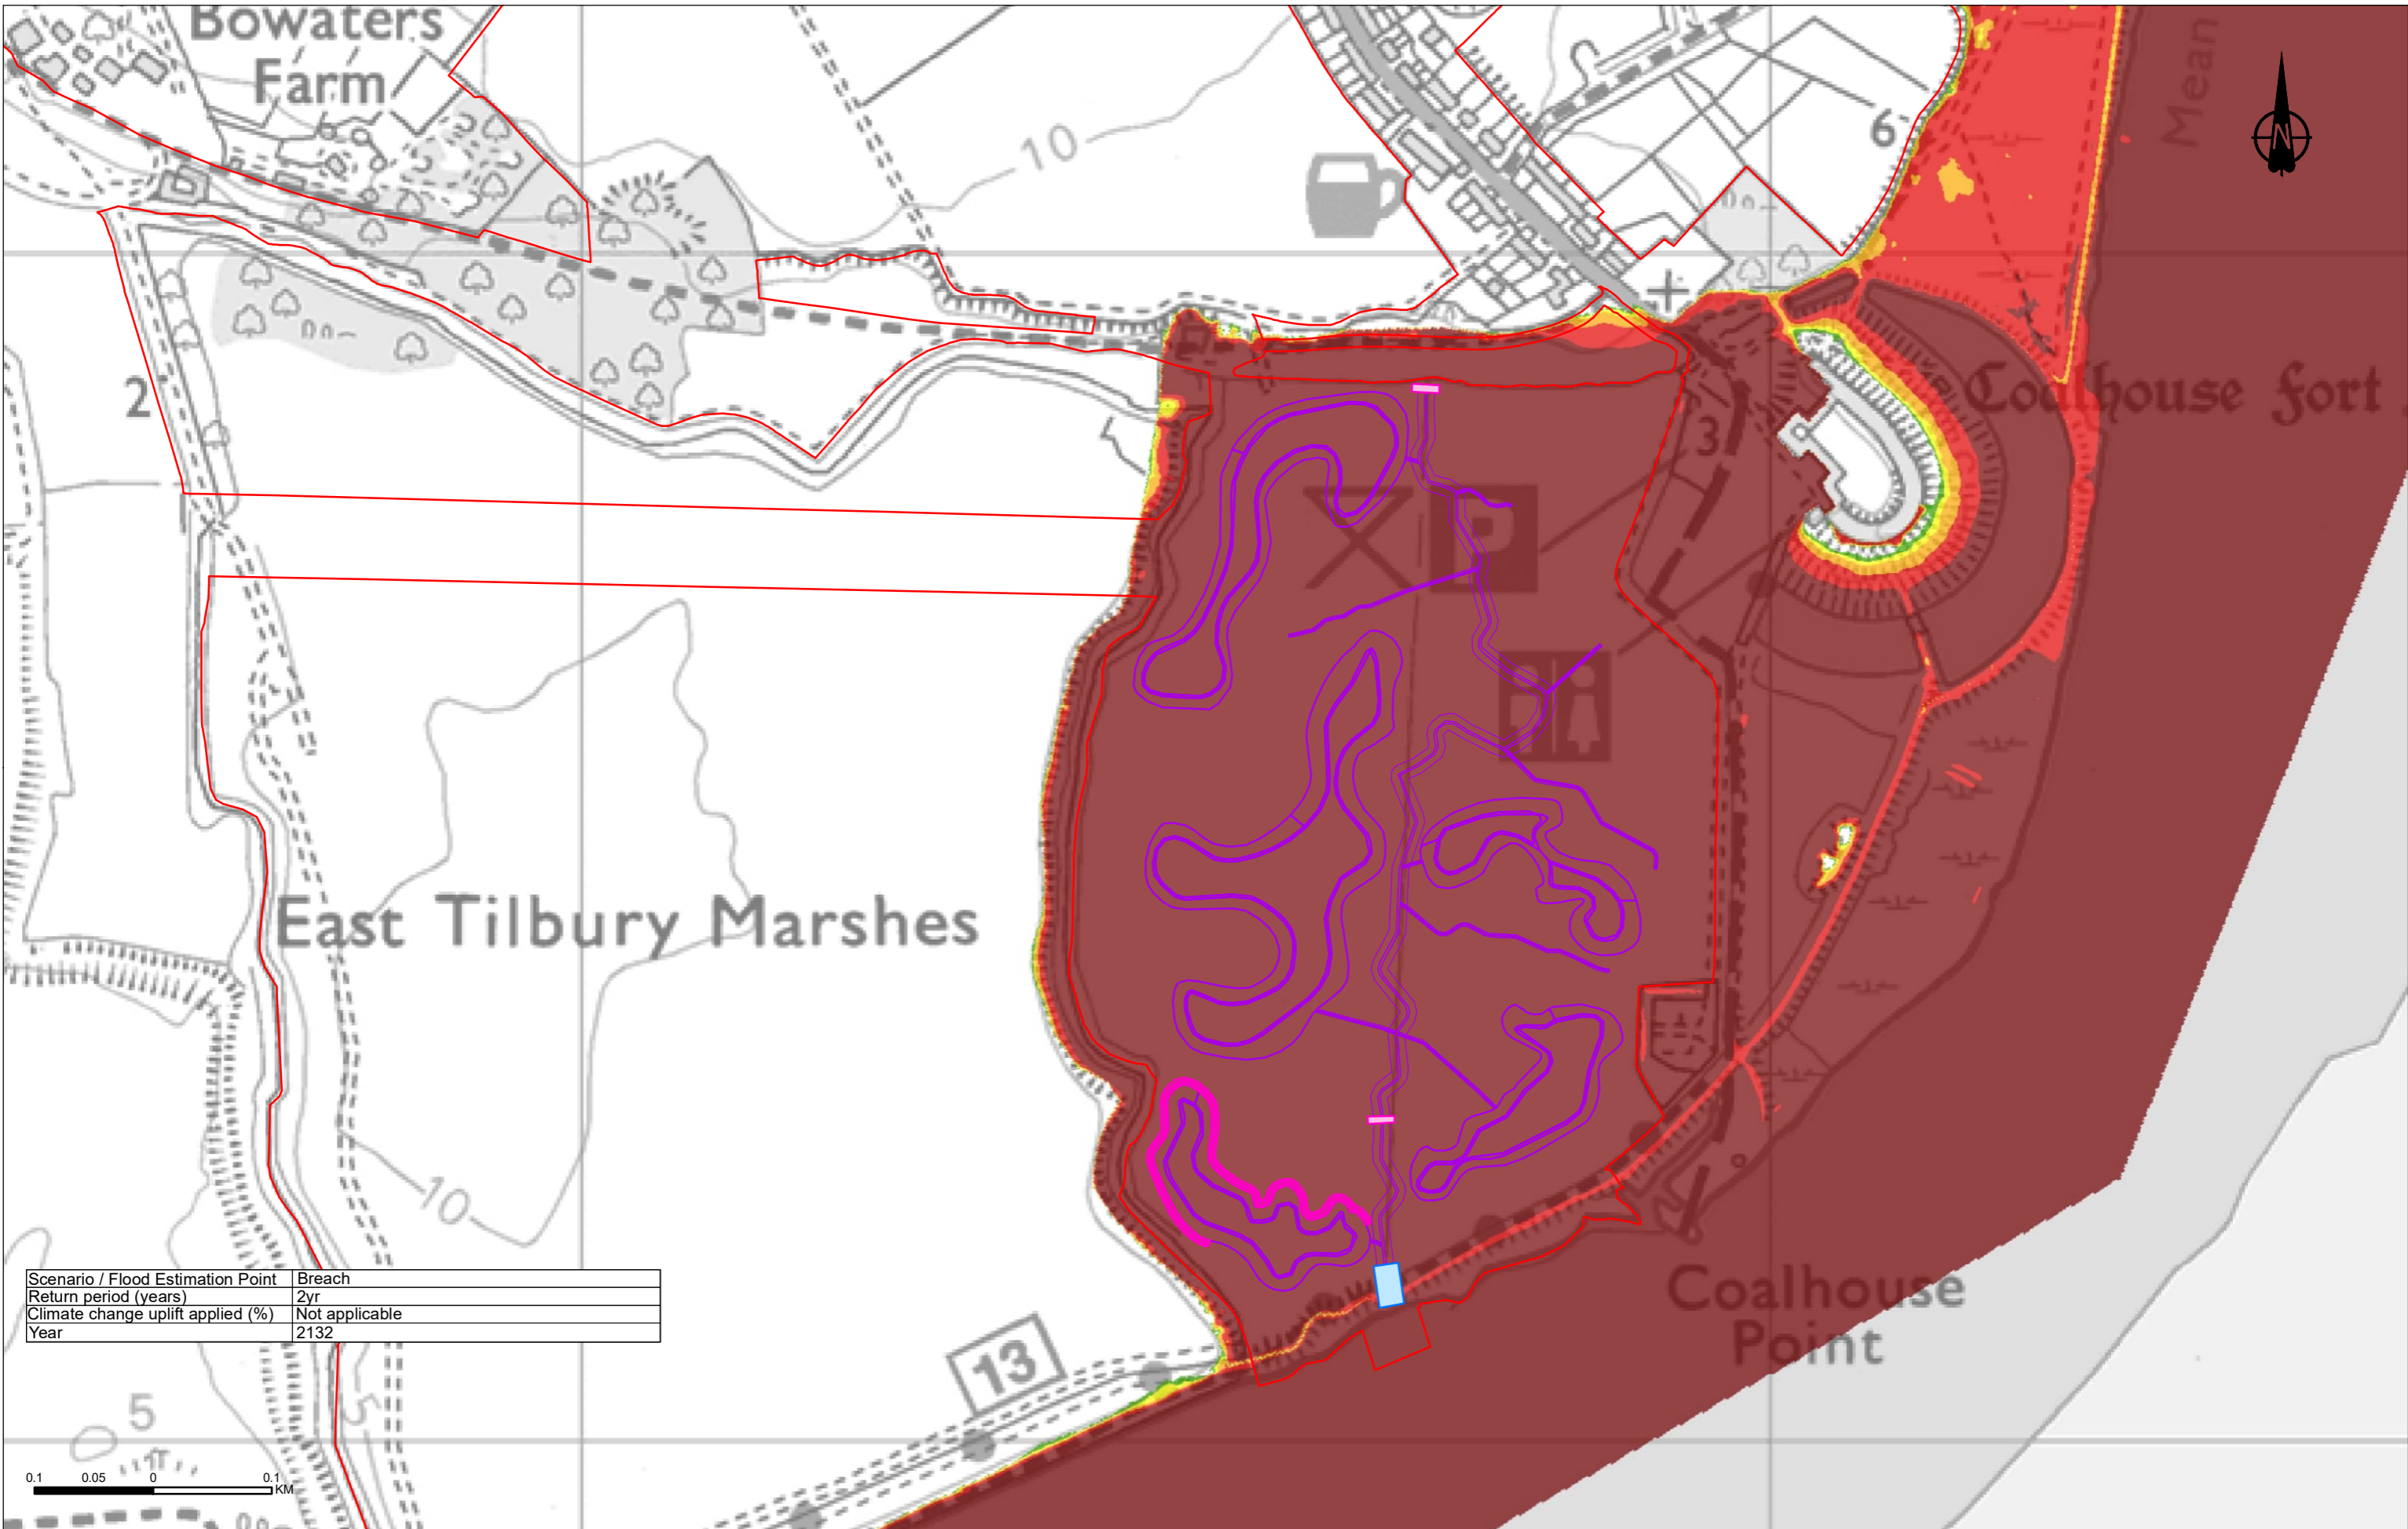 Bowaters
Farm
10
6
Mean
N
2
3
P
Coalhouse Fort
East Tilbury Marshes
10
Coalhouse
Point
13
5
5
Scenario / Flood Estimation Point Breach
Return period (years) 2yr
Climate change uplift applied (%) Not applicable
Year 2132
0.1 0.05 0 0.1
KM